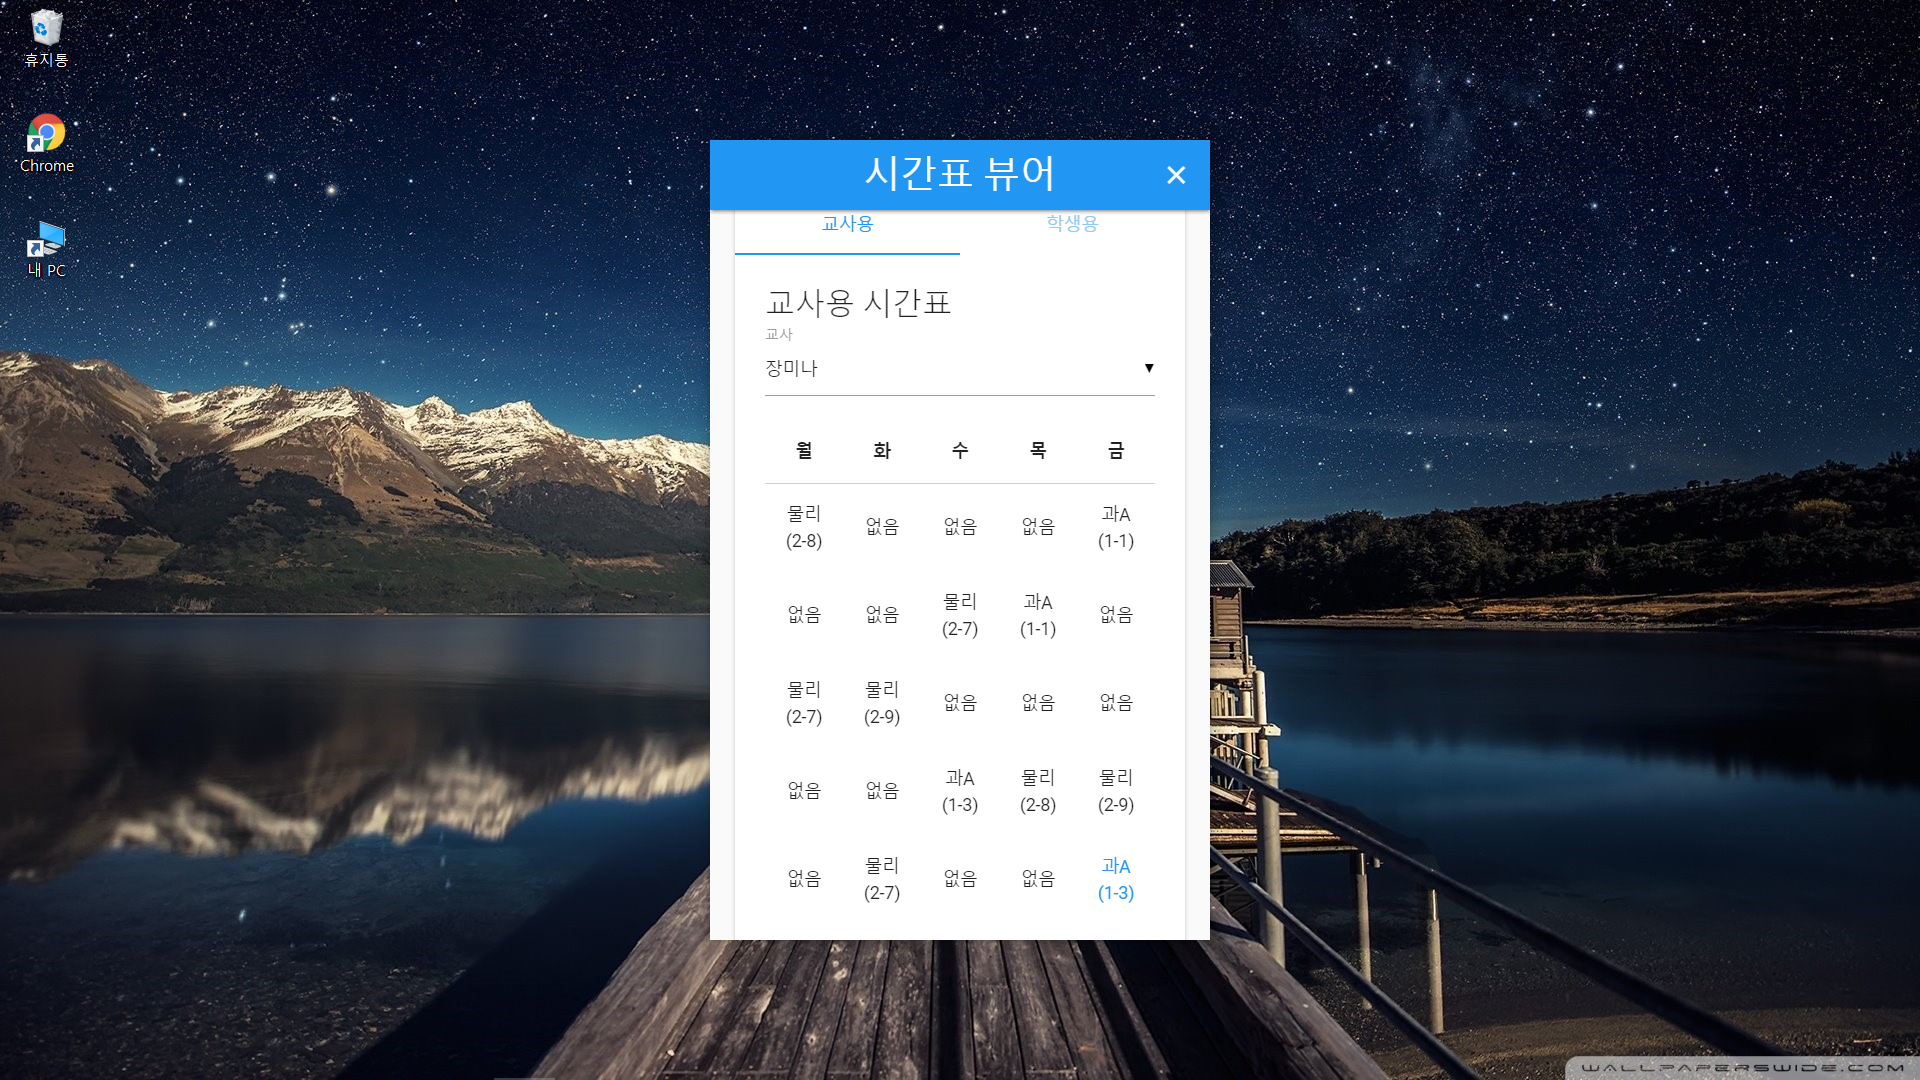 휴지통
Chrome
내 PC
시간표 뷰어 ×
교사용 학생용
교사용 시간표
교사
장미나 ▼
월 화 수 목 금
물리 (2-8) 없음 없음 없음 과A (1-1)
없음 없음 물리 (2-7) 과A (1-1) 없음
물리 (2-7) 물리 (2-9) 없음 없음 없음
없음 없음 과A (1-3) 물리 (2-8) 물리 (2-9)
없음 물리 (2-7) 없음 없음 과A (1-3)
WALLPAPERSWIDE.COM